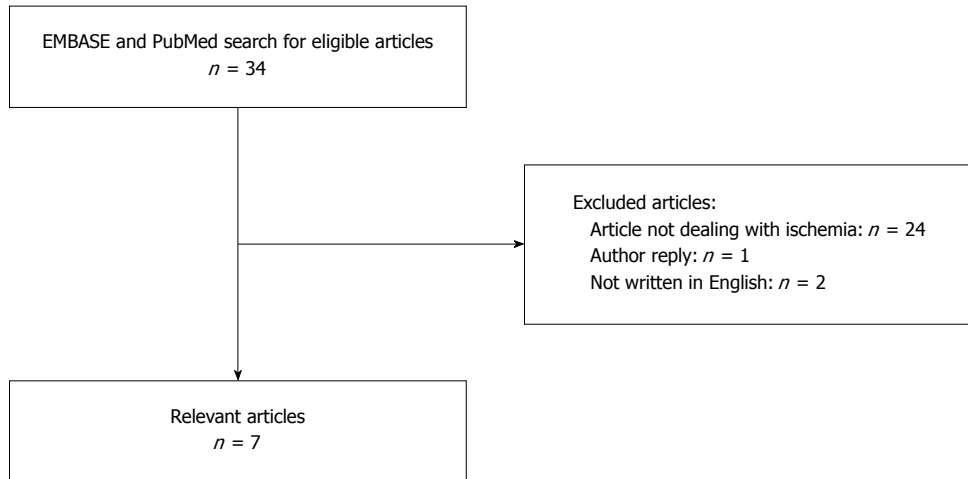 EMBASE and PubMed search for eligible articles
n = 34
Excluded articles:
Article not dealing with ischemia: n = 24
Author reply: n = 1
Not written in English: n = 2
Relevant articles
n = 7